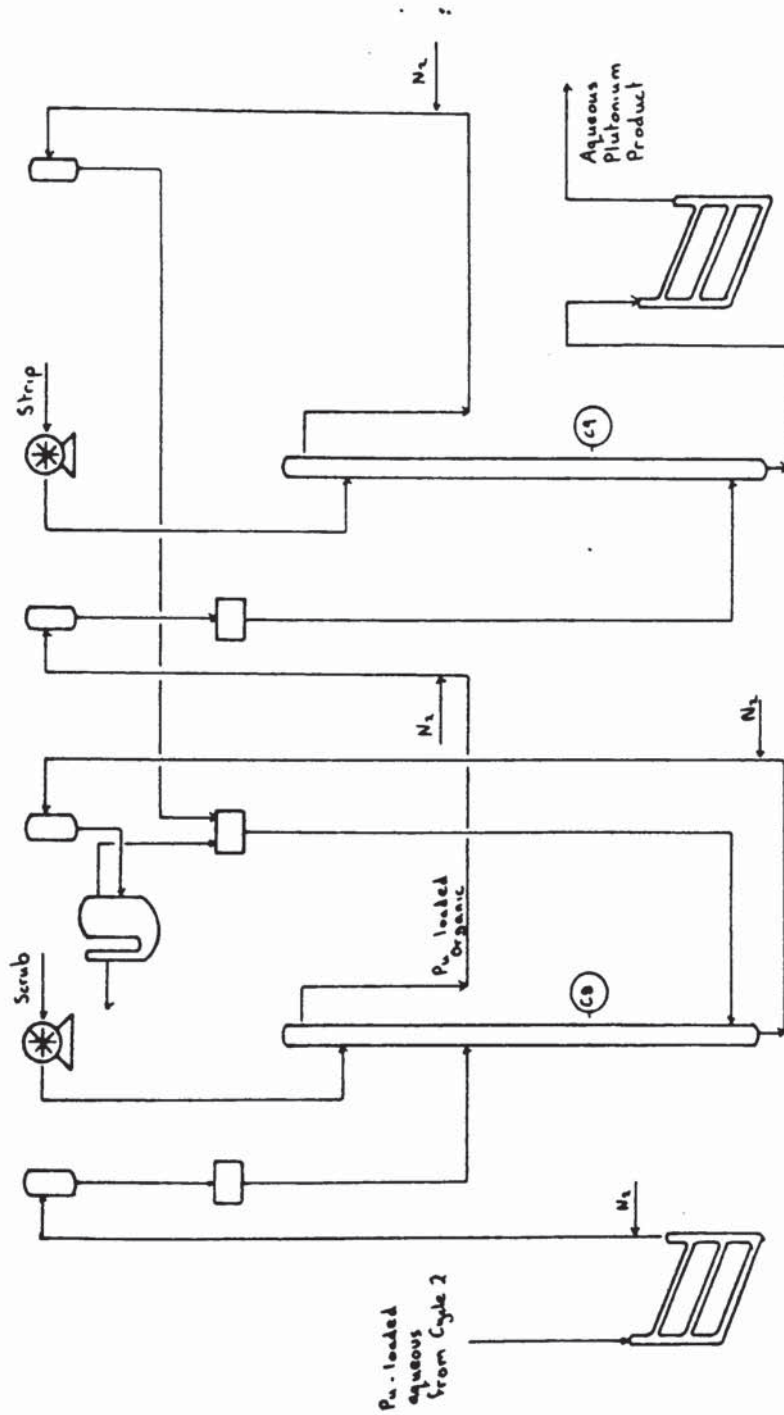 N₂
Strip
Aqueous
Plutonium
Product
C9
N₂
N₂
Scrub
Pu loaded
organic
C8
N₂
Pu-loaded
aqueous
from Cycle 2